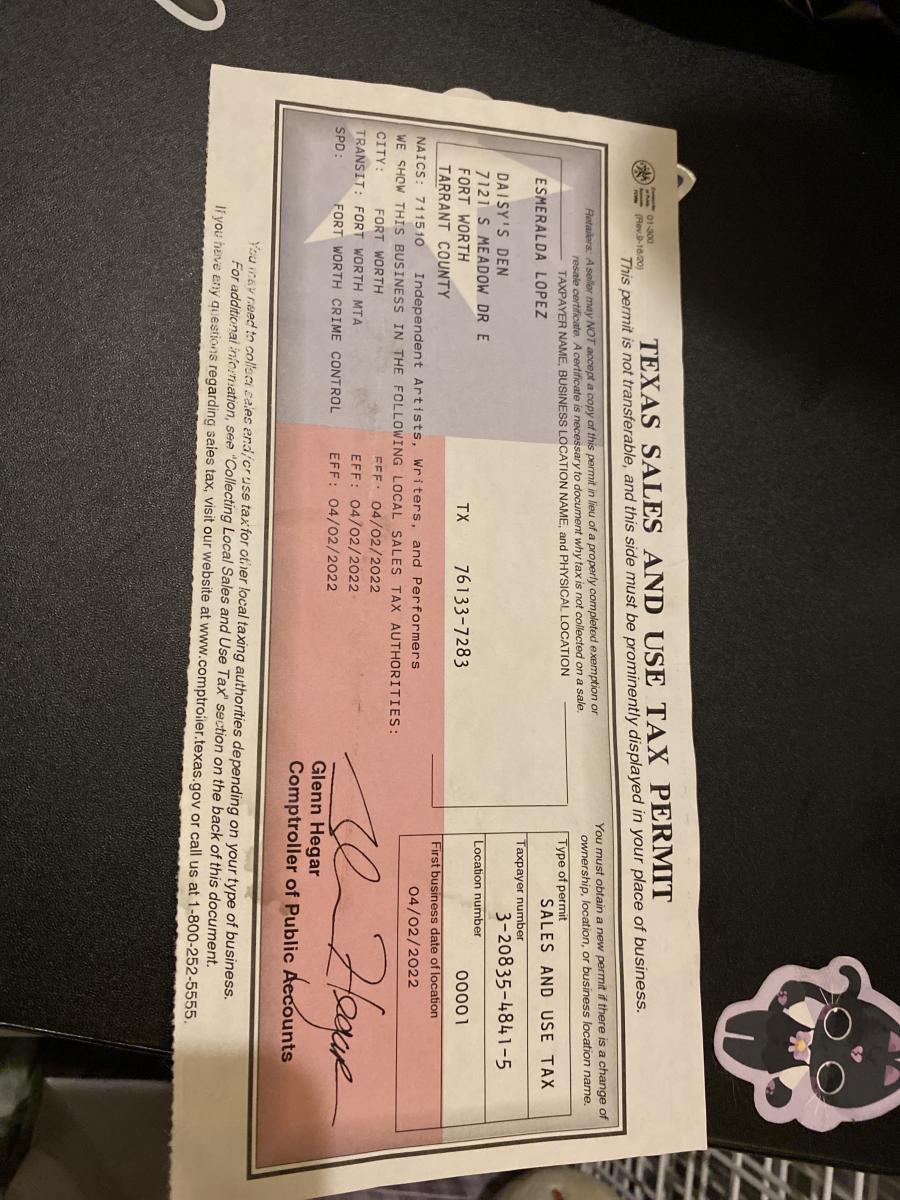 TEXAS SALES AND USE TAX PERMIT
01-300
(Rev.9-16/20)
This permit is not transferable, and this side must be prominently displayed in your place of business.
Retailers: A seller may NOT accept a copy of this permit in lieu of a properly completed exemption or
resale certificate. A certificate is necessary to document why tax is not collected on a sale.
You must obtain a new permit if there is a change of
ownership, location, or business location name.
TAXPAYER NAME, BUSINESS LOCATION NAME, and PHYSICAL LOCATION
ESMERALDA LOPEZ
DAISY'S DEN
7121 S MEADOW DR E
FORT WORTH TX 76133-7283
TARRANT COUNTY
Type of permit
SALES AND USE TAX
Taxpayer number
3-20835-4841-5
Location number
00001
First business date of location
04/02/2022
NAICS: 711510 Independent Artists, Writers, and Performers
WE SHOW THIS BUSINESS IN THE FOLLOWING LOCAL SALES TAX AUTHORITIES:
CITY: FORT WORTH EFF: 04/02/2022
TRANSIT: FORT WORTH MTA EFF: 04/02/2022
SPD: FORT WORTH CRIME CONTROL EFF: 04/02/2022
Glenn Hegar
Comptroller of Public Accounts
You may need to collect sales and/or use tax for other local taxing authorities depending on your type of business.
For additional information, see "Collecting Local Sales and Use Tax" section on the back of this document.
If you have any questions regarding sales tax, visit our website at www.comptroller.texas.gov or call us at 1-800-252-5555.